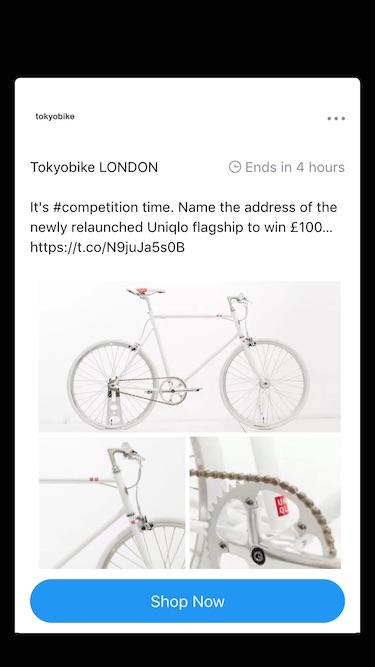 tokyobike
Tokyobike LONDON
Ends in 4 hours
It's #competition time. Name the address of the
newly relaunched Uniqlo flagship to win £100...
https://t.co/N9juJa5s0B
UNI
QLO
Shop Now